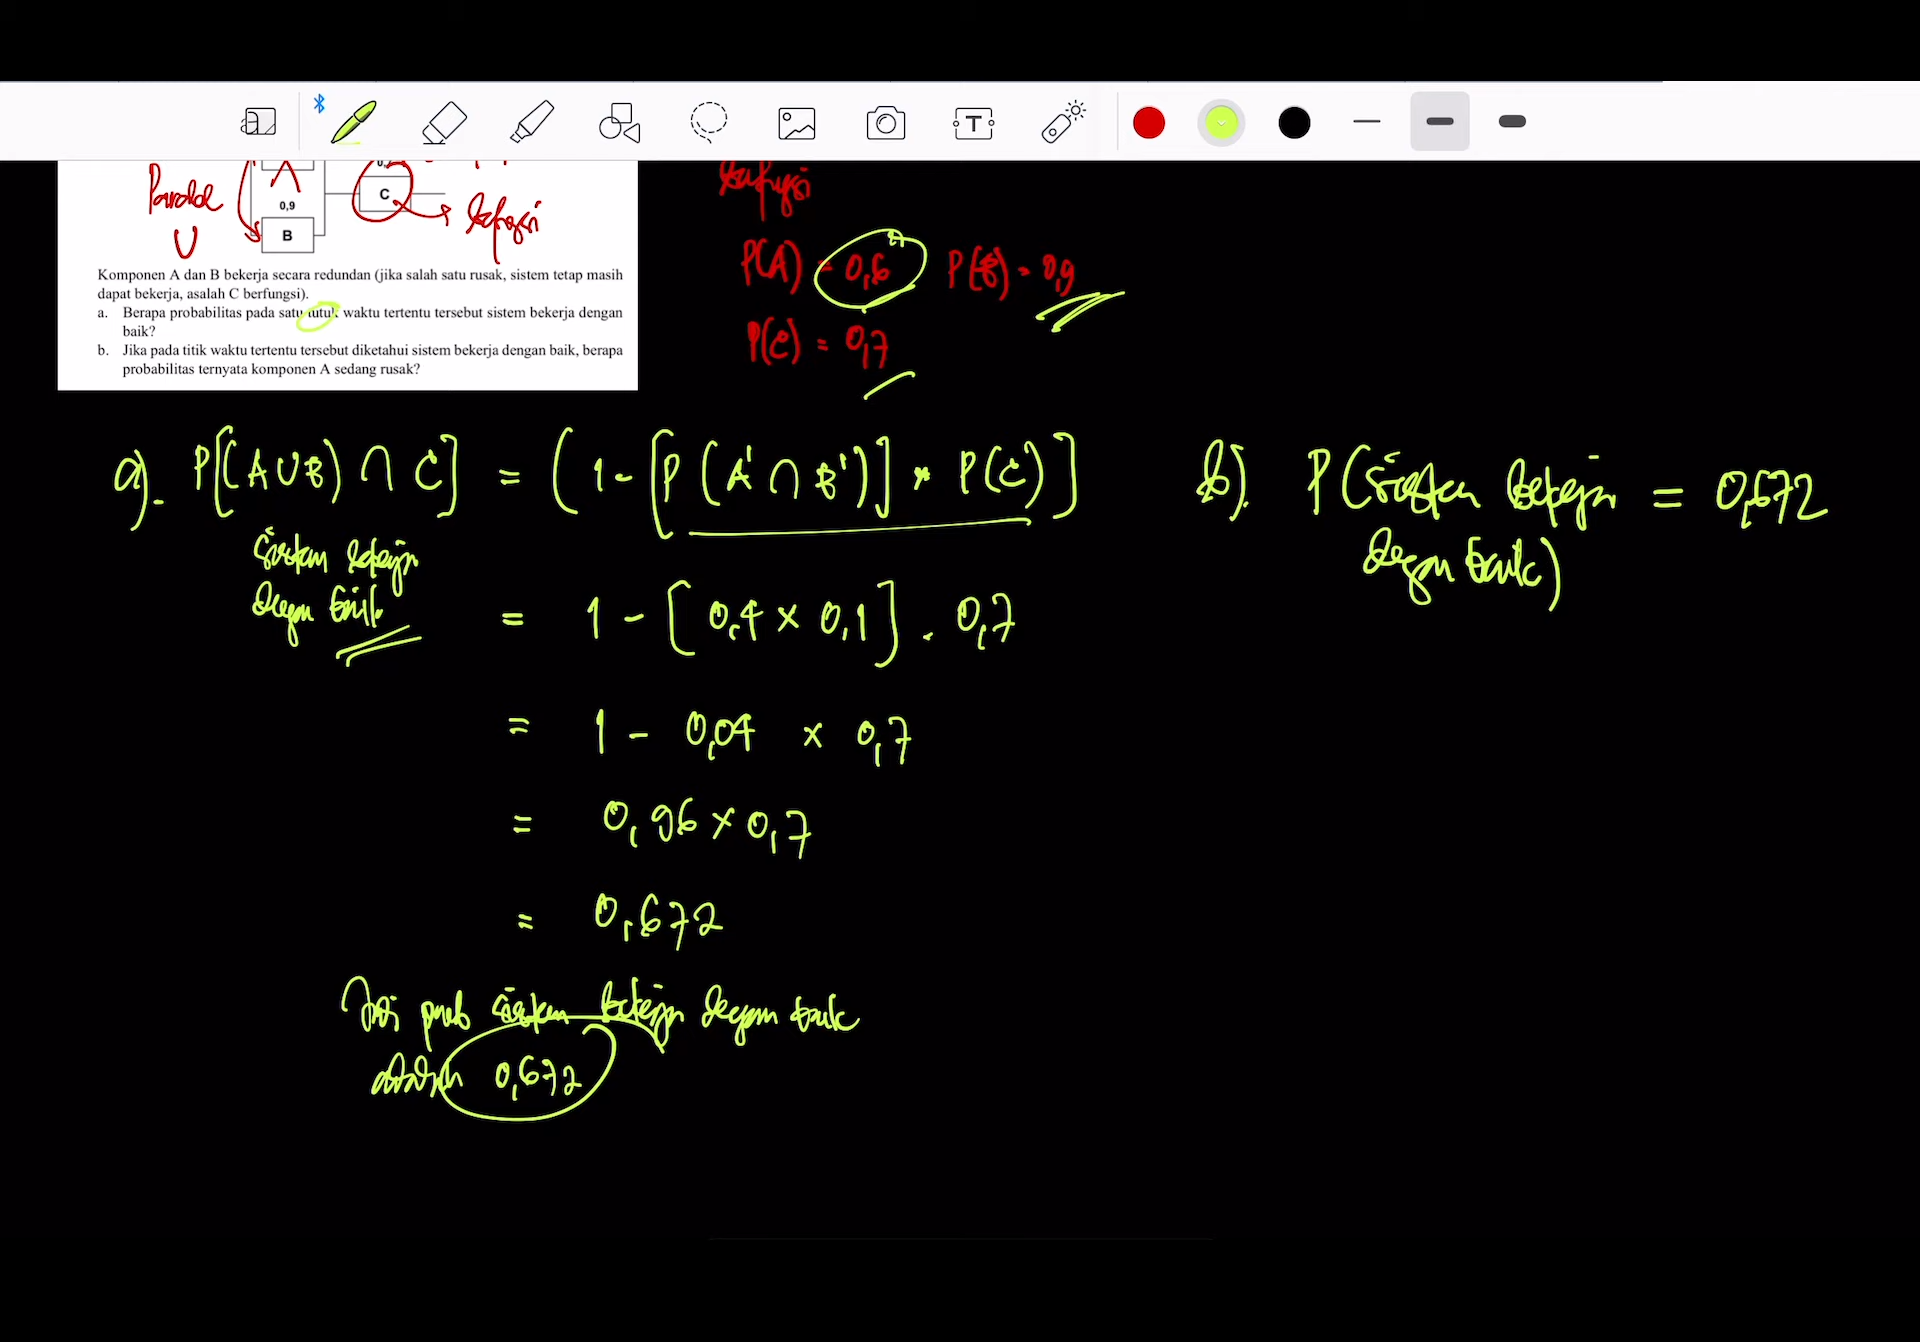 Paralel
U
A
0,9
B
C
berfungsi
berfungsi
P(A) = 0,6 P(B) = 0,9
P(C) = 0,7
Komponen A dan B bekerja secara redundan (jika salah satu rusak, sistem tetap masih
dapat bekerja, asalah C berfungsi).
a. Berapa probabilitas pada satu tutuk waktu tertentu tersebut sistem bekerja dengan
baik?
b. Jika pada titik waktu tertentu tersebut diketahui sistem bekerja dengan baik, berapa
probabilitas ternyata komponen A sedang rusak?
a). P[(A∪B) ∩ C] = (1-[P(A'∩B')] * P(C)]
sistem bekerja
dengan baik
= 1 - [0,4 × 0,1] . 0,7
= 1 - 0,04 × 0,7
= 0,96 × 0,7
= 0,672
Jadi prob sistem bekerja dengan baik
adalah 0,672
b). P(sistem bekerja = 0,672
dengan baik)